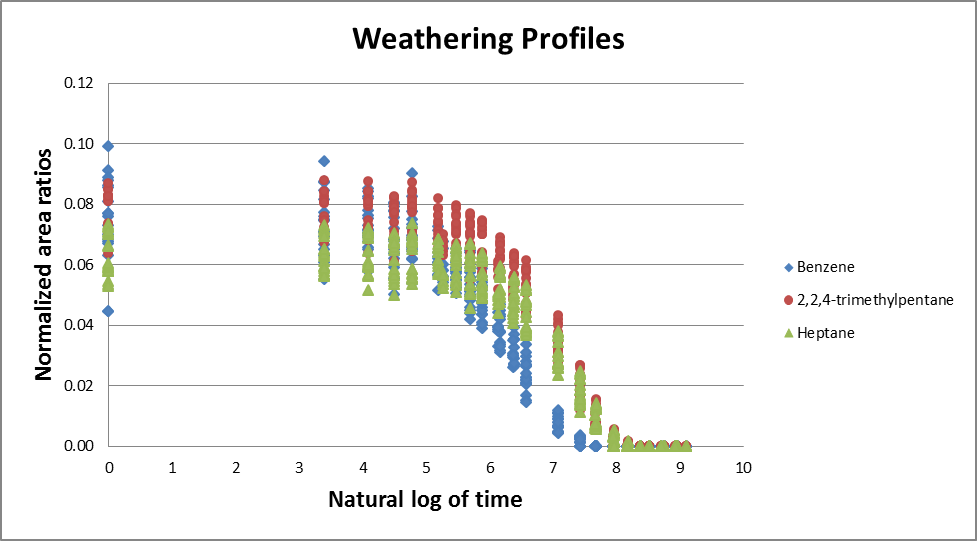 Weathering Profiles
Normalized area ratios
0.12
0.10
0.08
0.06
0.04
0.02
0.00
0 1 2 3 4 5 6 7 8 9 10
Natural log of time
Benzene
2,2,4-trimethylpentane
Heptane